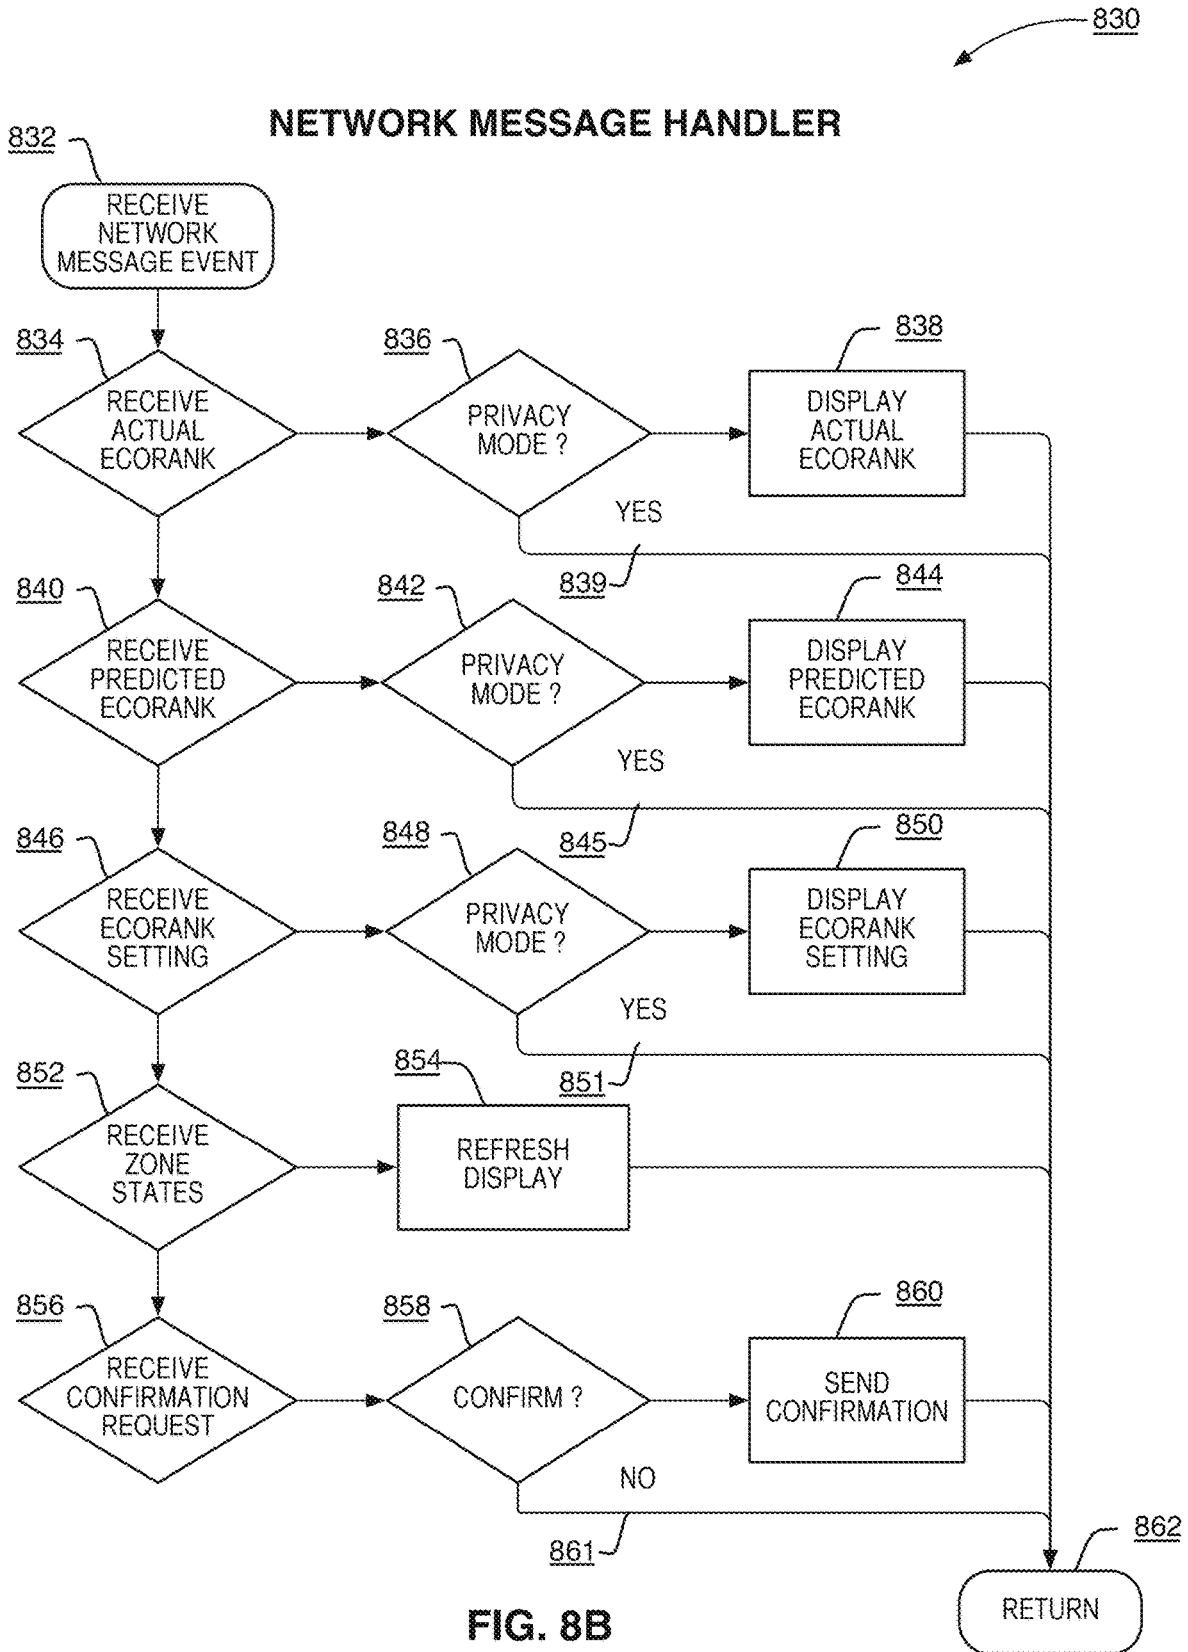 830
NETWORK MESSAGE HANDLER
832
RECEIVE
NETWORK
MESSAGE EVENT
834
RECEIVE
ACTUAL
ECORANK
836
PRIVACY
MODE ?
838
DISPLAY
ACTUAL
ECORANK
YES
839
840
RECEIVE
PREDICTED
ECORANK
842
PRIVACY
MODE ?
844
DISPLAY
PREDICTED
ECORANK
YES
845
846
RECEIVE
ECORANK
SETTING
848
PRIVACY
MODE ?
850
DISPLAY
ECORANK
SETTING
YES
851
852
RECEIVE
ZONE
STATES
854
REFRESH
DISPLAY
856
RECEIVE
CONFIRMATION
REQUEST
858
CONFIRM ?
860
SEND
CONFIRMATION
NO
861
862
RETURN
FIG. 8B